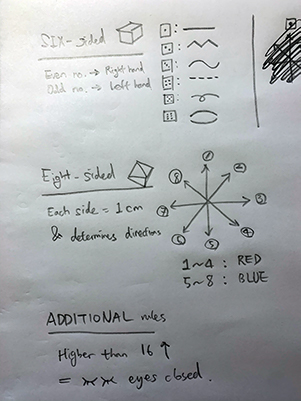 SIX-sided
Even no. → Right hand
Odd no. → Left hand
Eight-sided
Each side = 1 cm
& determines directions
1
2
3
4
5
6
7
8
1~4 : RED
5~8 : BLUE
ADDITIONAL rules
Higher than 16 ↑
= eyes closed.